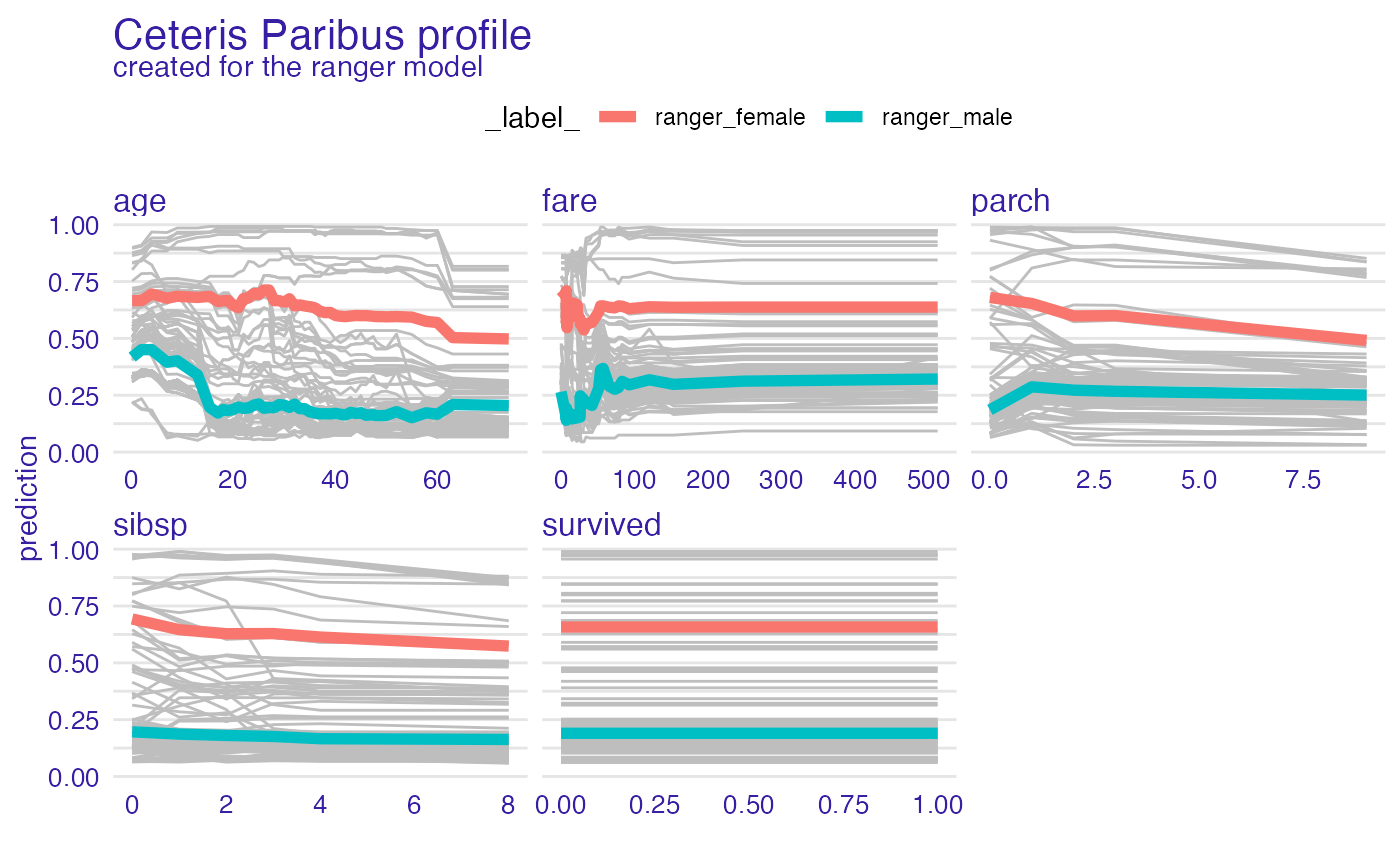 Ceteris Paribus profile
created for the ranger model
_label_ ranger_female ranger_male
age fare parch
1.00
0.75
0.50
0.25
0.00
0 20 40 60 0 100 200 300 400 500 0.0 2.5 5.0 7.5
prediction
sibsp survived
1.00
0.75
0.50
0.25
0.00
0 2 4 6 8 0.00 0.25 0.50 0.75 1.00